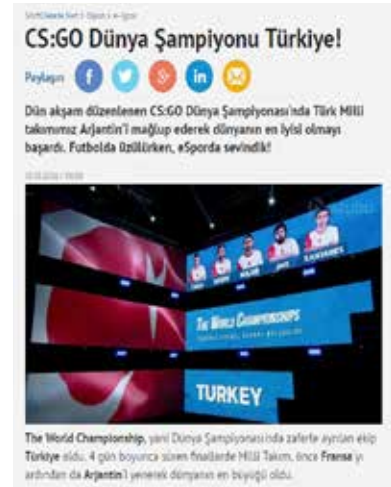 CS:GO Dünya Şampiyonu Türkiye!
Paylaşın
f
in
Dün akşam düzenlenen CS:GO Dünya Şampiyonası'nda Türk Milli
takımımız Arjantin'i mağlup ederek dünyanın en iyisi olmayı
başardı. Futbolda üzülürken, eSporda sevindik!
THE WORLD CHAMPIONSHIPS
TURKEY
The World Championship, yani Dünya Şampiyonası'nda zaferle ayrılan ekip
Türkiye oldu. 4 gün boyunca süren finallerde Milli Takım, önce Fransa'yı
ardından da Arjantin'i yenerek dünyanın en büyüğü oldu.